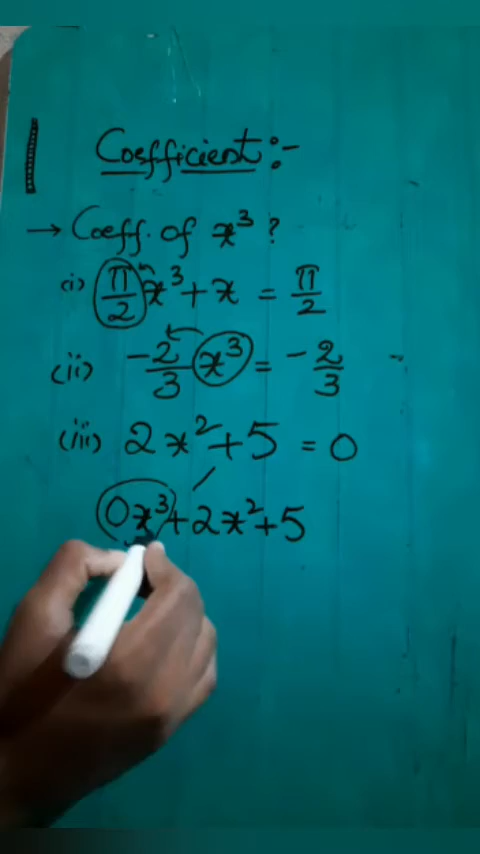 Coefficient:-
→ Coeff. of x³ ?
(i) π/2 x³ + x = π/2
(ii) -2/3 x³ = -2/3
(iii) 2x² + 5 = 0
0x³ + 2x² + 5